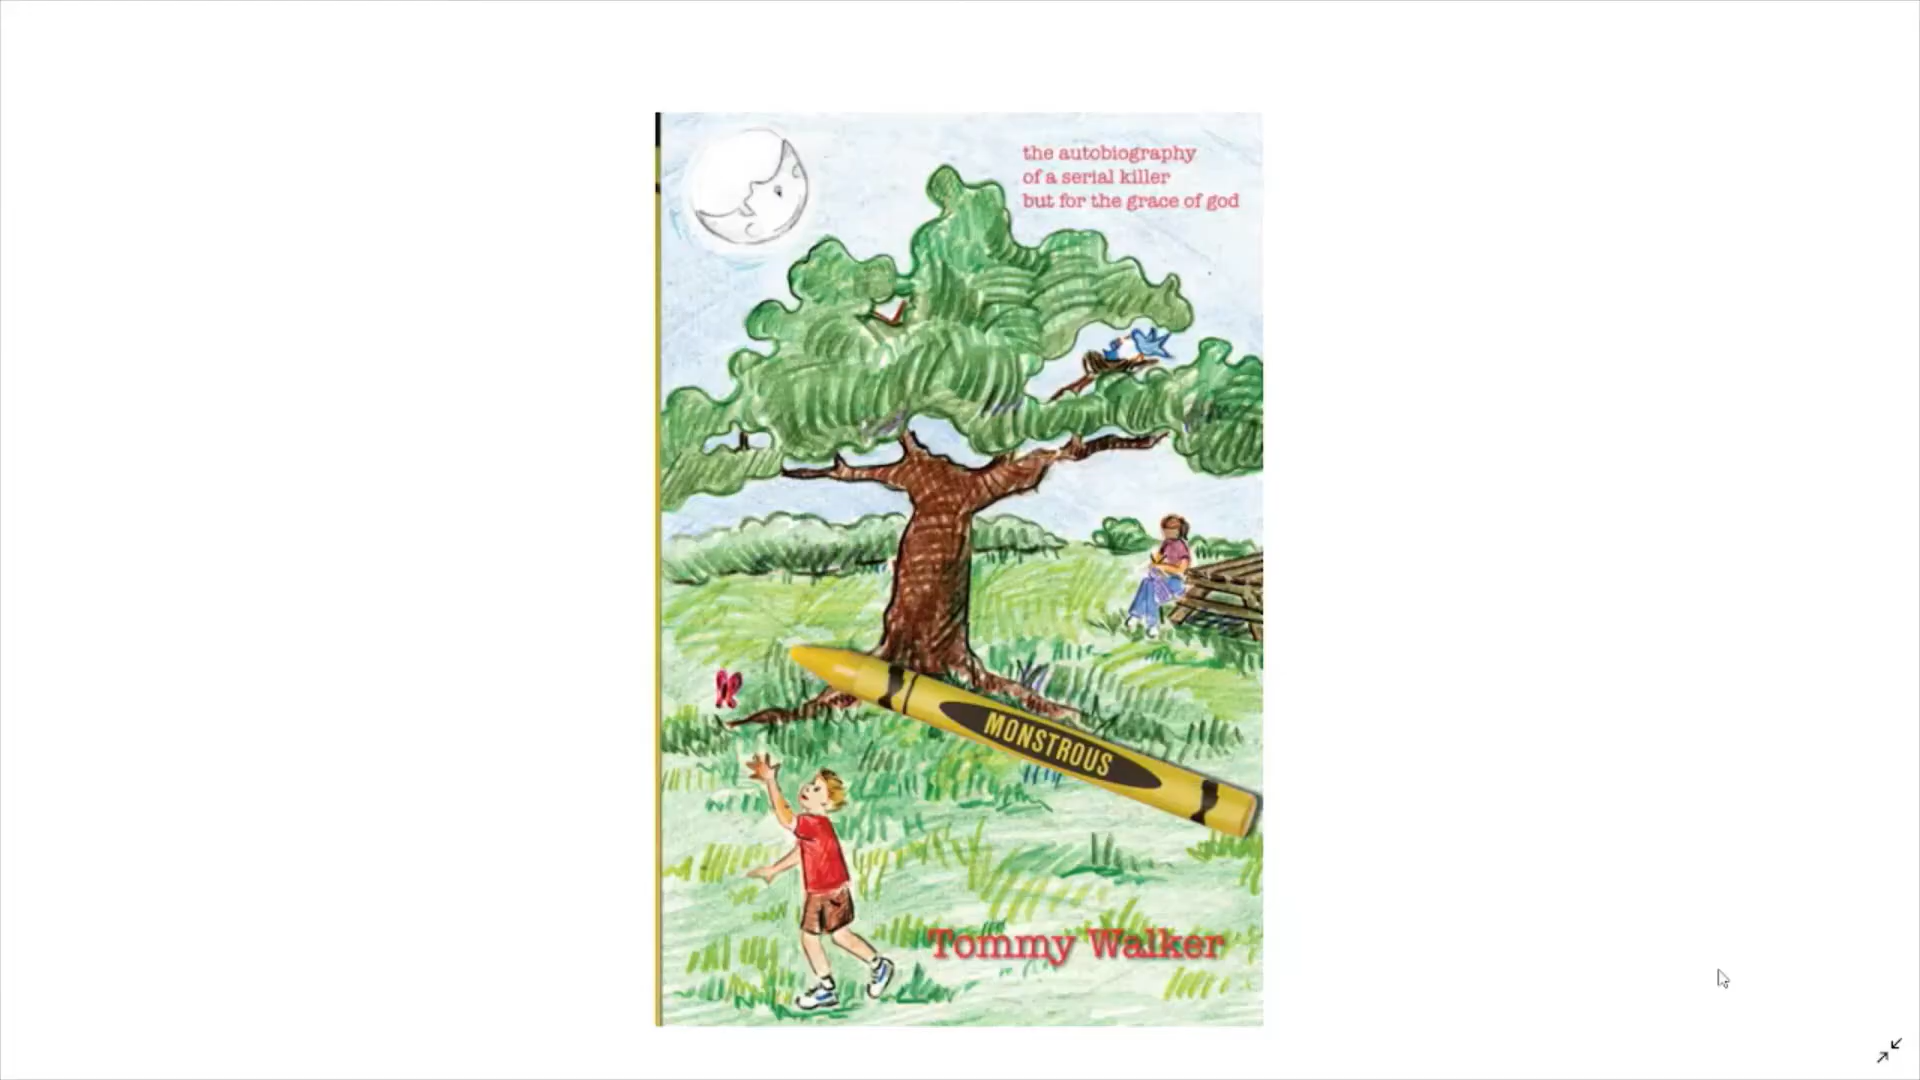 the autobiography
of a serial killer
but for the grace of god
MONSTROUS
Tommy Walker